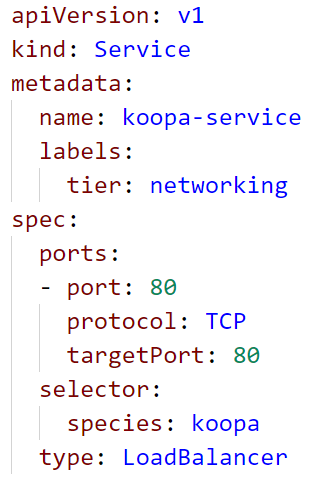 apiVersion: v1
kind: Service
metadata:
  name: koopa-service
  labels:
    tier: networking
spec:
  ports:
  - port: 80
    protocol: TCP
    targetPort: 80
  selector:
    species: koopa
  type: LoadBalancer